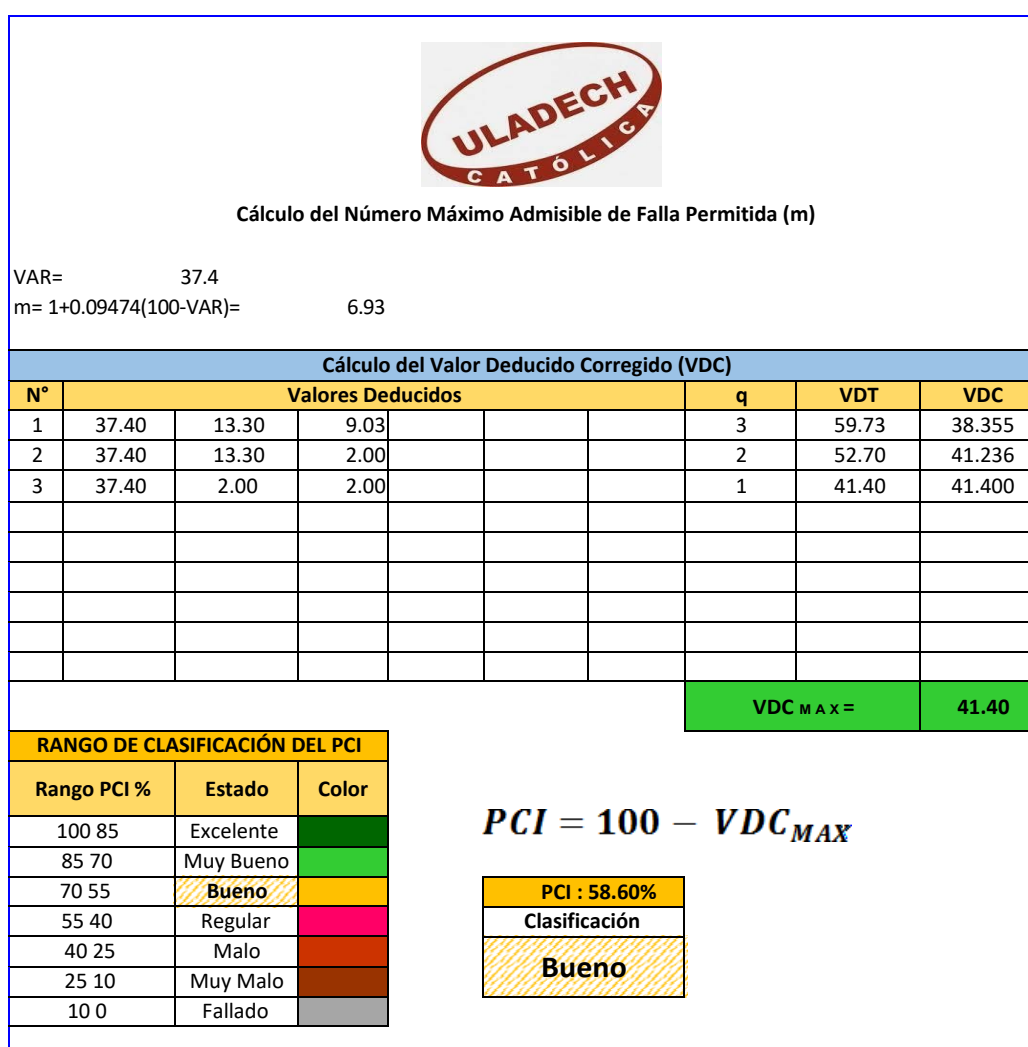 ULADECH
CATÓLICA
Cálculo del Número Máximo Admisible de Falla Permitida (m)
VAR= 37.4
m= 1+0.09474(100-VAR)= 6.93
Cálculo del Valor Deducido Corregido (VDC)
N° Valores Deducidos q VDT VDC
1 37.40 13.30 9.03 3 59.73 38.355
2 37.40 13.30 2.00 2 52.70 41.236
3 37.40 2.00 2.00 1 41.40 41.400
VDC MAX= 41.40
RANGO DE CLASIFICACIÓN DEL PCI
Rango PCI % Estado Color
100 85 Excelente
85 70 Muy Bueno
70 55 Bueno
55 40 Regular
40 25 Malo
25 10 Muy Malo
10 0 Fallado
PCI = 100 − VDC MAX
PCI : 58.60%
Clasificación
Bueno